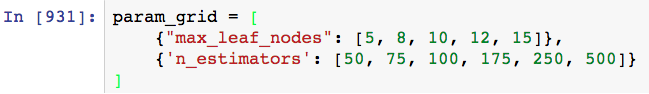 In [931]: param_grid = [
{"max_leaf_nodes": [5, 8, 10, 12, 15]},
{'n_estimators': [50, 75, 100, 175, 250, 500]}
]